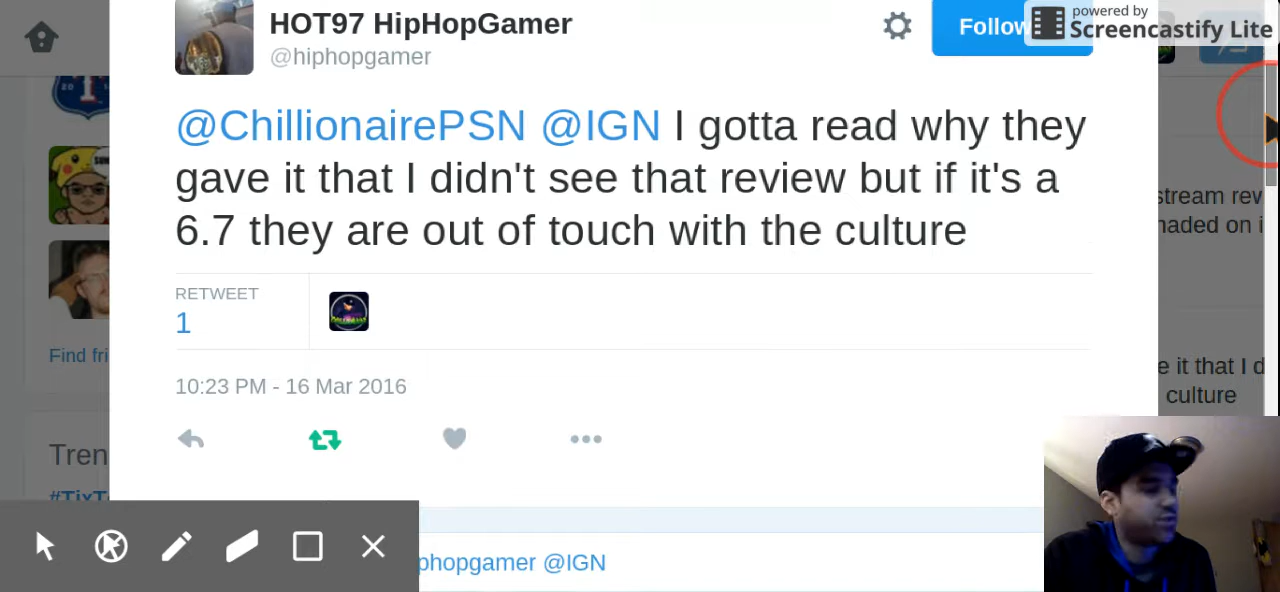 HOT97 HipHopGamer
@hiphopgamer
Follow
powered by
Screencastify Lite
@ChillionairePSN @IGN I gotta read why they
gave it that I didn't see that review but if it's a
6.7 they are out of touch with the culture
stream rev
naded on i
RETWEET
1
Find fri
e it that I d
culture
10:23 PM - 16 Mar 2016
Tren
#TixT
phopgamer @IGN